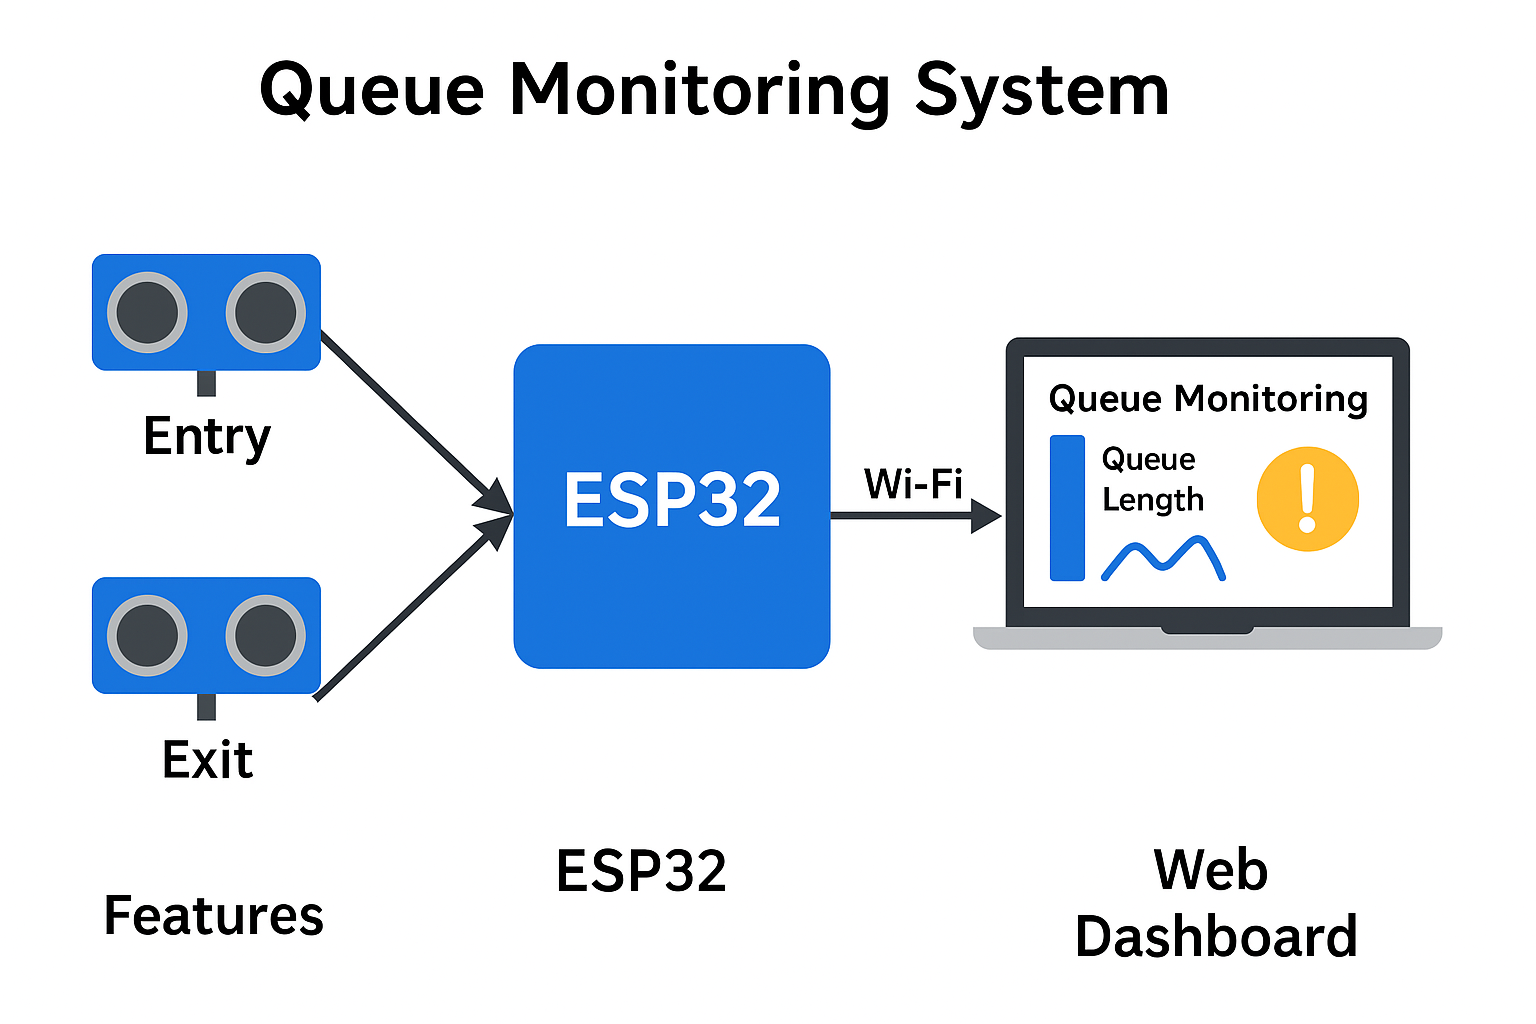 Queue Monitoring System
Entry
Exit
ESP32
Wi-Fi
Queue Monitoring
Queue
Length
Features
ESP32
Web
Dashboard